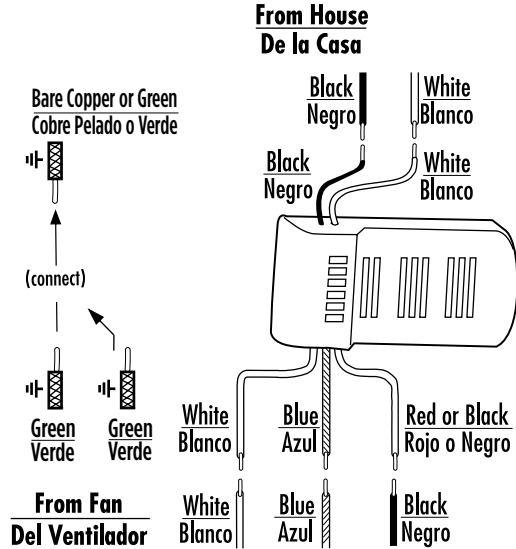 From House
De la Casa
Bare Copper or Green
Cobre Pelado o Verde
Black
Negro
White
Blanco
Black
Negro
White
Blanco
(connect)
Green
Verde
Green
Verde
White
Blanco
Blue
Azul
Red or Black
Rojo o Negro
From Fan
Del Ventilador
White
Blanco
Blue
Azul
Black
Negro